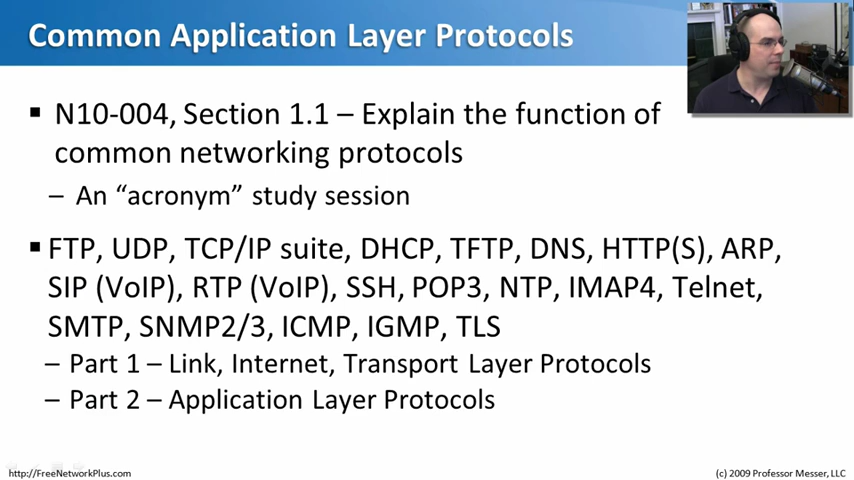 Common Application Layer Protocols
▪ N10-004, Section 1.1 – Explain the function of
common networking protocols
– An “acronym” study session
▪ FTP, UDP, TCP/IP suite, DHCP, TFTP, DNS, HTTP(S), ARP,
SIP (VoIP), RTP (VoIP), SSH, POP3, NTP, IMAP4, Telnet,
SMTP, SNMP2/3, ICMP, IGMP, TLS
– Part 1 – Link, Internet, Transport Layer Protocols
– Part 2 – Application Layer Protocols
http://FreeNetworkPlus.com
(c) 2009 Professor Messer, LLC